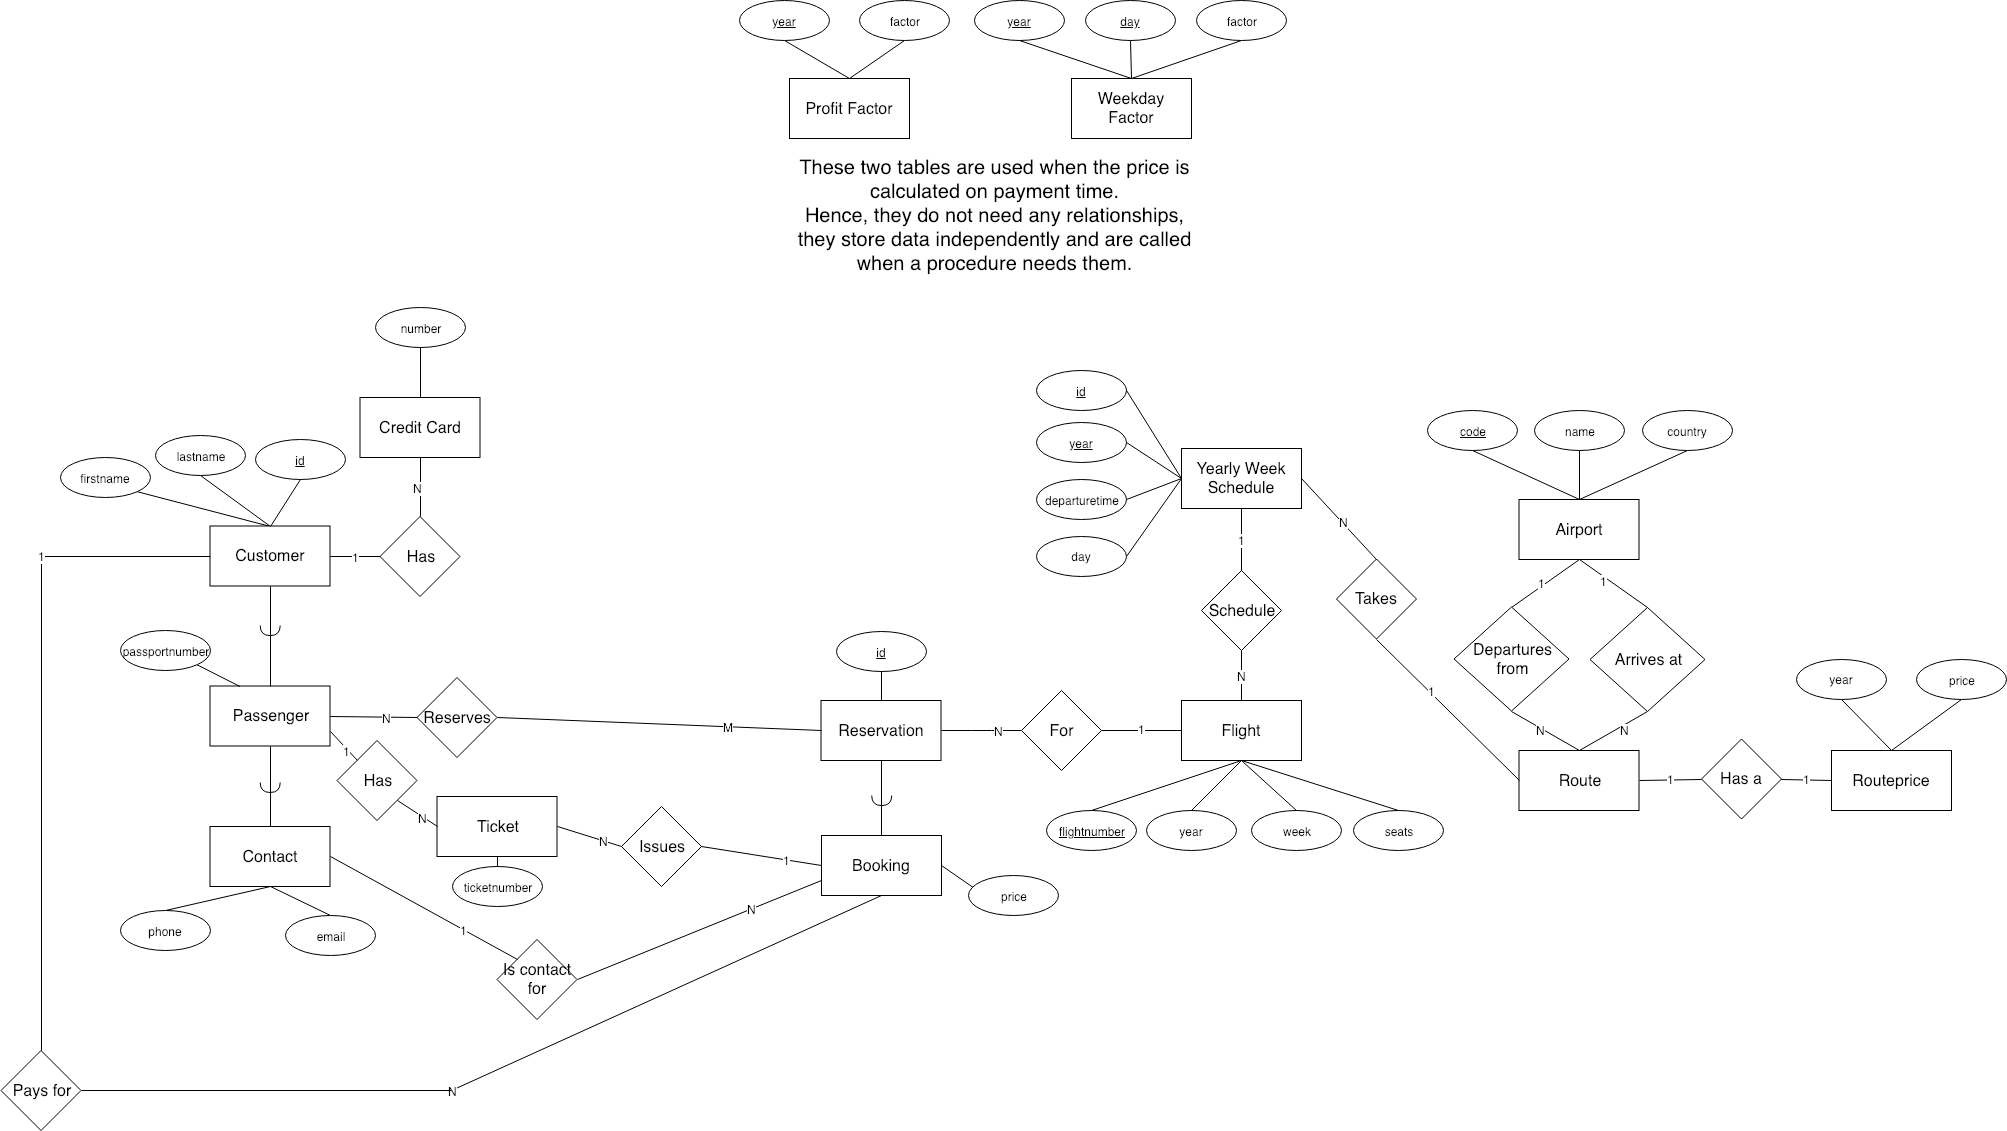 year
factor
year
day
factor
Profit Factor
Weekday
Factor
These two tables are used when the price is
calculated on payment time.
Hence, they do not need any relationships,
they store data independently and are called
when a procedure needs them.
number
Credit Card
N
firstname
lastname
id
Customer
1
Has
1
id
year
departuretime
day
Yearly Week
Schedule
1
Schedule
N
N
Takes
1
code
name
country
Airport
1
1
Departures
from
Arrives at
N
N
year
price
Route
1
Has a
1
Routeprice
passportnumber
Passenger
N
Reserves
M
id
Reservation
N
For
1
Flight
flightnumber
year
week
seats
1
Has
N
Ticket
ticketnumber
N
Issues
1
Booking
price
Contact
phone
email
1
Is contact
for
N
Pays for
N